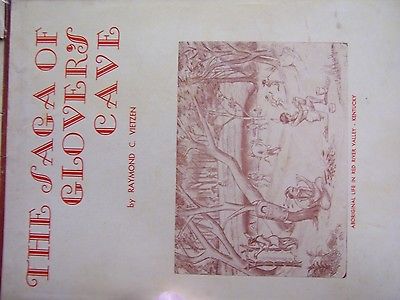 THE SAGA OF
GLOVER'S
CAVE
by RAYMOND C. VIETZEN
ABORIGINAL LIFE IN RED RIVER VALLEY - KENTUCKY